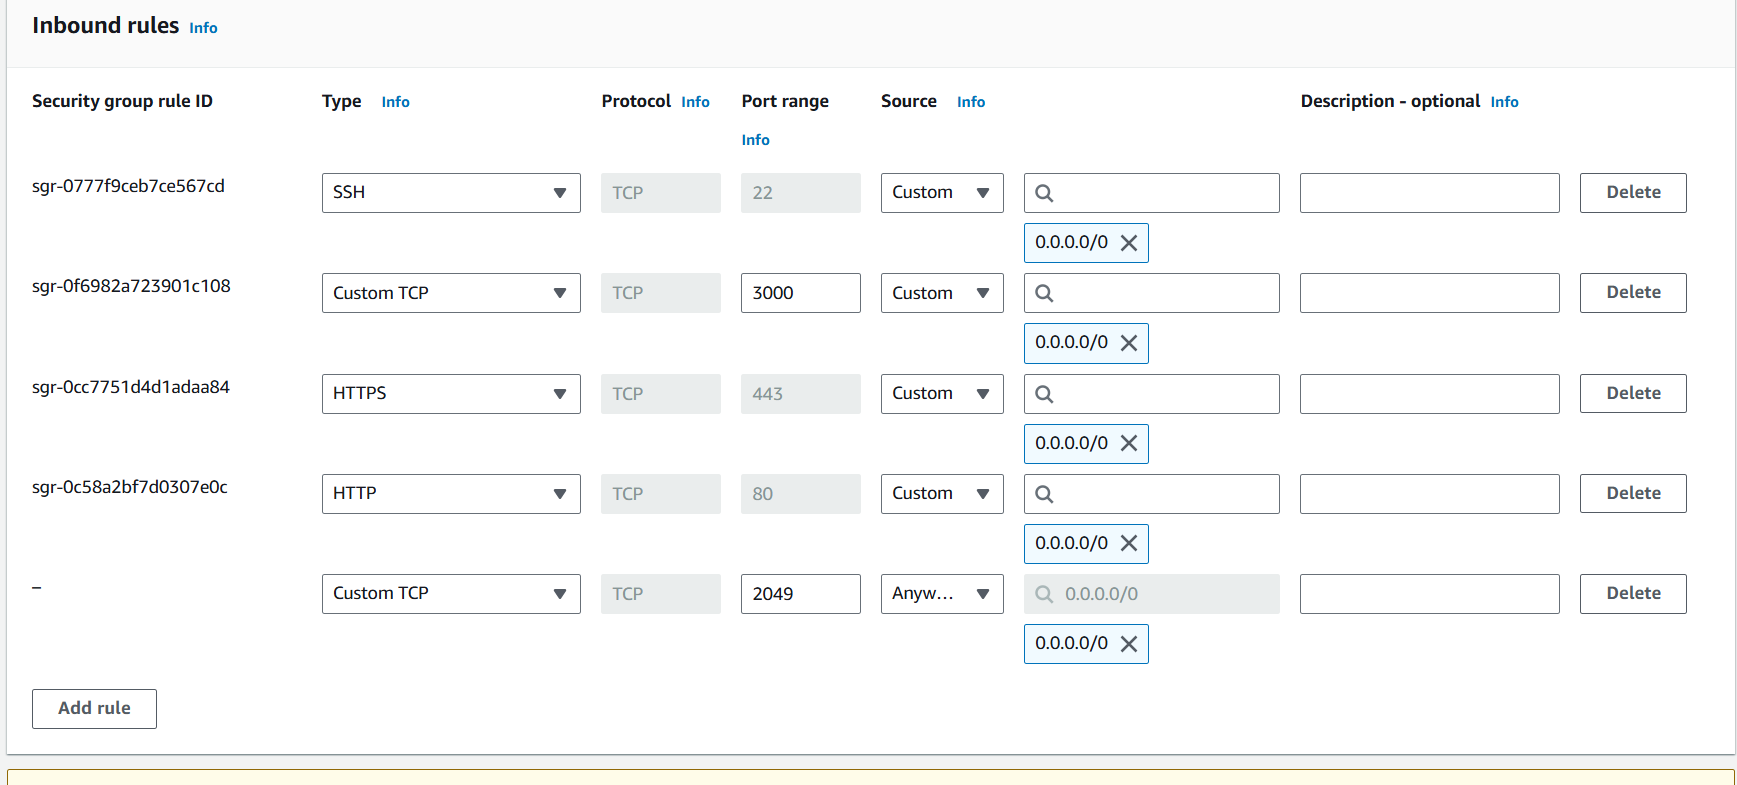 Inbound rules Info
Security group rule ID Type Info Protocol Info Port range Info Source Info Description - optional Info
sgr-0777f9ceb7ce567cd SSH TCP 22 Custom Delete
0.0.0.0/0
sgr-0f6982a723901c108 Custom TCP TCP 3000 Custom Delete
0.0.0.0/0
sgr-0cc7751d4d1adaa84 HTTPS TCP 443 Custom Delete
0.0.0.0/0
sgr-0c58a2bf7d0307e0c HTTP TCP 80 Custom Delete
0.0.0.0/0
– Custom TCP TCP 2049 Anyw... 0.0.0.0/0 Delete
0.0.0.0/0
Add rule